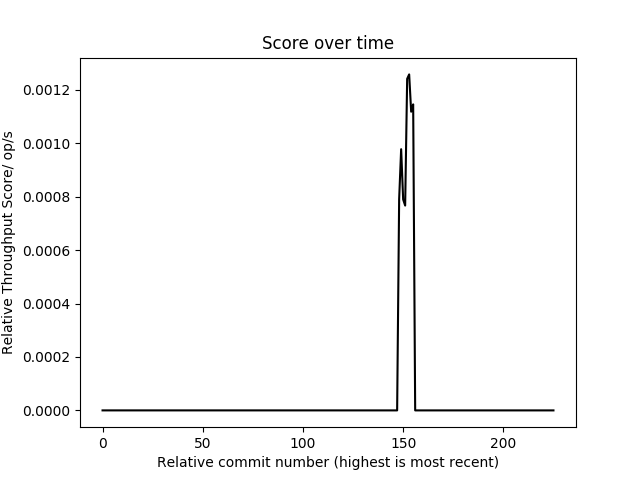 Score over time
Relative Throughput Score/ op/s
0.0012
0.0010
0.0008
0.0006
0.0004
0.0002
0.0000
0 50 100 150 200
Relative commit number (highest is most recent)